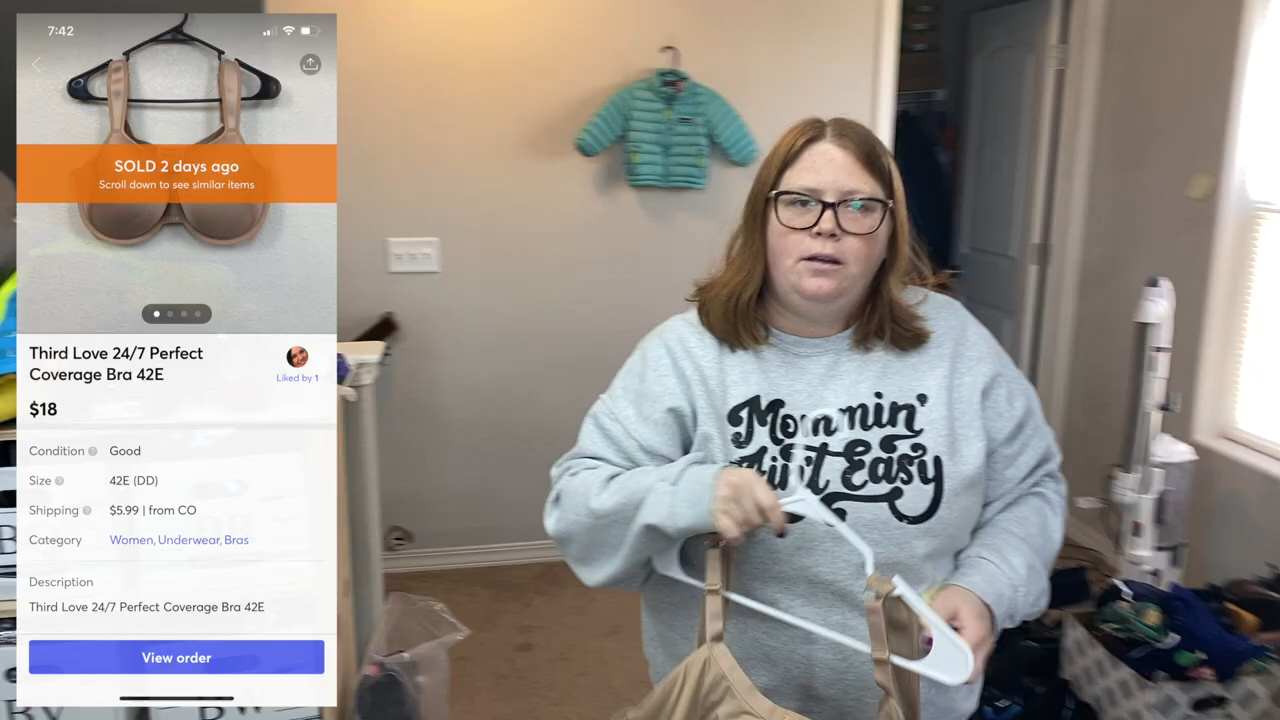 7:42
SOLD 2 days ago
Scroll down to see similar items
Third Love 24/7 Perfect
Coverage Bra 42E
Liked by 1
$18
Condition Good
Size 42E (DD)
Shipping $5.99 | from CO
Category Women, Underwear, Bras
Description
Third Love 24/7 Perfect Coverage Bra 42E
View order
Mommin'
Ain't Easy